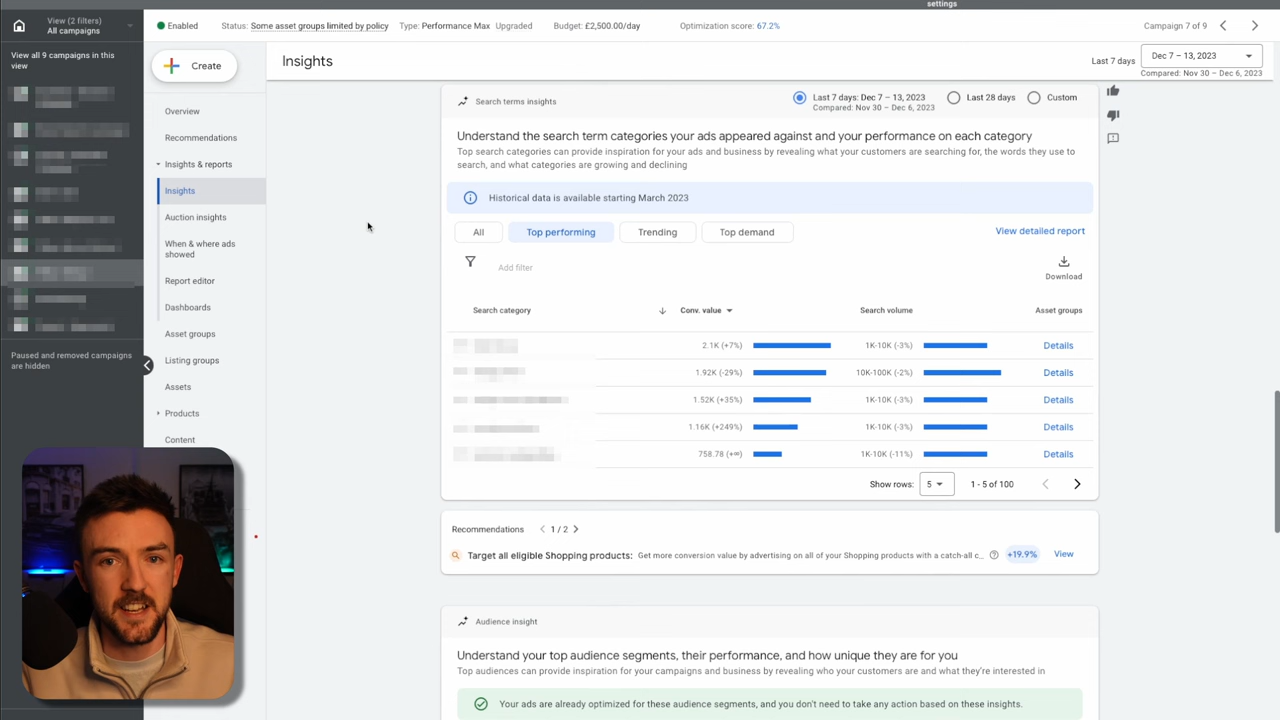 settings
View (2 filters)
All campaigns
Enabled
Status: Some asset groups limited by policy
Type: Performance Max
Upgraded
Budget: £2,500.00/day
Optimization score: 67.2%
Campaign 7 of 9
View all 9 campaigns in this
view
Paused and removed campaigns
are hidden
Create
Overview
Recommendations
Insights & reports
Insights
Auction insights
When & where ads
showed
Report editor
Dashboards
Asset groups
Listing groups
Assets
Products
Content
Insights
Last 7 days
Dec 7 – 13, 2023
Compared: Nov 30 – Dec 6, 2023
Search terms insights
Last 7 days: Dec 7 – 13, 2023
Compared: Nov 30 – Dec 6, 2023
Last 28 days
Custom
Understand the search term categories your ads appeared against and your performance on each category
Top search categories can provide inspiration for your ads and business by revealing what your customers are searching for, the words they use to
search, and what categories are growing and declining
Historical data is available starting March 2023
All
Top performing
Trending
Top demand
View detailed report
Add filter
Download
Search category
Conv. value
Search volume
Asset groups
2.1K (+7%)
1K-10K (-3%)
Details
1.92K (-29%)
10K-100K (-2%)
Details
1.52K (+35%)
1K-10K (-3%)
Details
1.16K (+249%)
1K-10K (-3%)
Details
758.78 (+∞)
1K-10K (-11%)
Details
Show rows: 5
1 - 5 of 100
Recommendations
1 / 2
Target all eligible Shopping products: Get more conversion value by advertising on all of your Shopping products with a catch-all c...
+19.9%
View
Audience insight
Understand your top audience segments, their performance, and how unique they are for you
Top audiences can provide inspiration for your campaigns and business by revealing who your customers are and what they're interested in
Your ads are already optimized for these audience segments, and you don't need to take any action based on these insights.